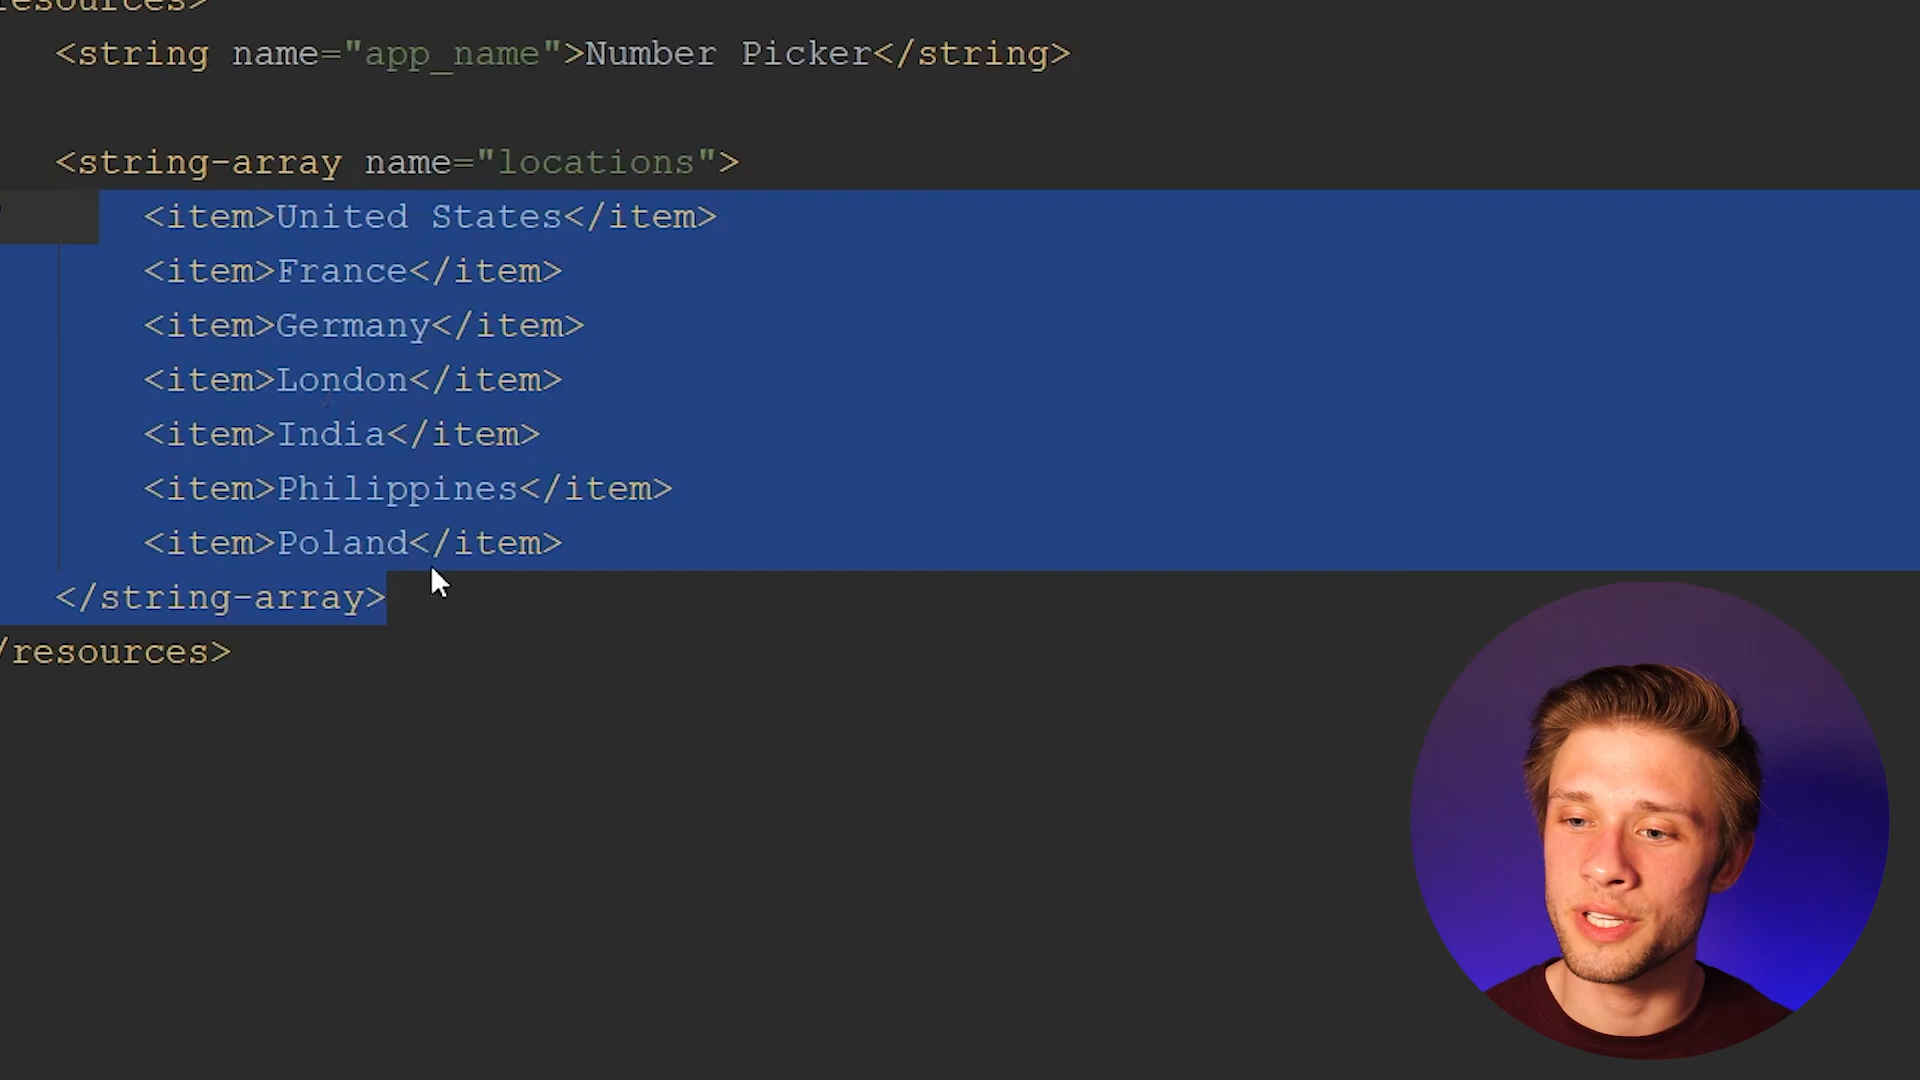 resources>
<string name="app_name">Number Picker</string>
<string-array name="locations">
<item>United States</item>
<item>France</item>
<item>Germany</item>
<item>London</item>
<item>India</item>
<item>Philippines</item>
<item>Poland</item>
</string-array>
/resources>